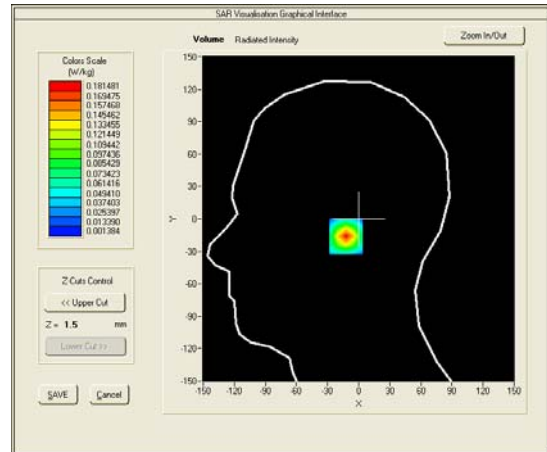 SAR Visualisation Graphical Interface
Volume Radiated Intensity
Zoom In/Out
Colors Scale
(W/kg)
0.181481
0.169475
0.157468
0.145462
0.133455
0.121449
0.109442
0.097436
0.085429
0.073423
0.061416
0.049410
0.037403
0.025397
0.013390
0.001384
Z Cuts Control
<< Upper Cut
Z = 1.5 mm
Lower Cut >>
SAVE Cancel
150
120
90
60
30
0
-30
-60
-90
-120
-150
Y
-150 -120 -90 -60 -30 0 30 60 90 120 150
X